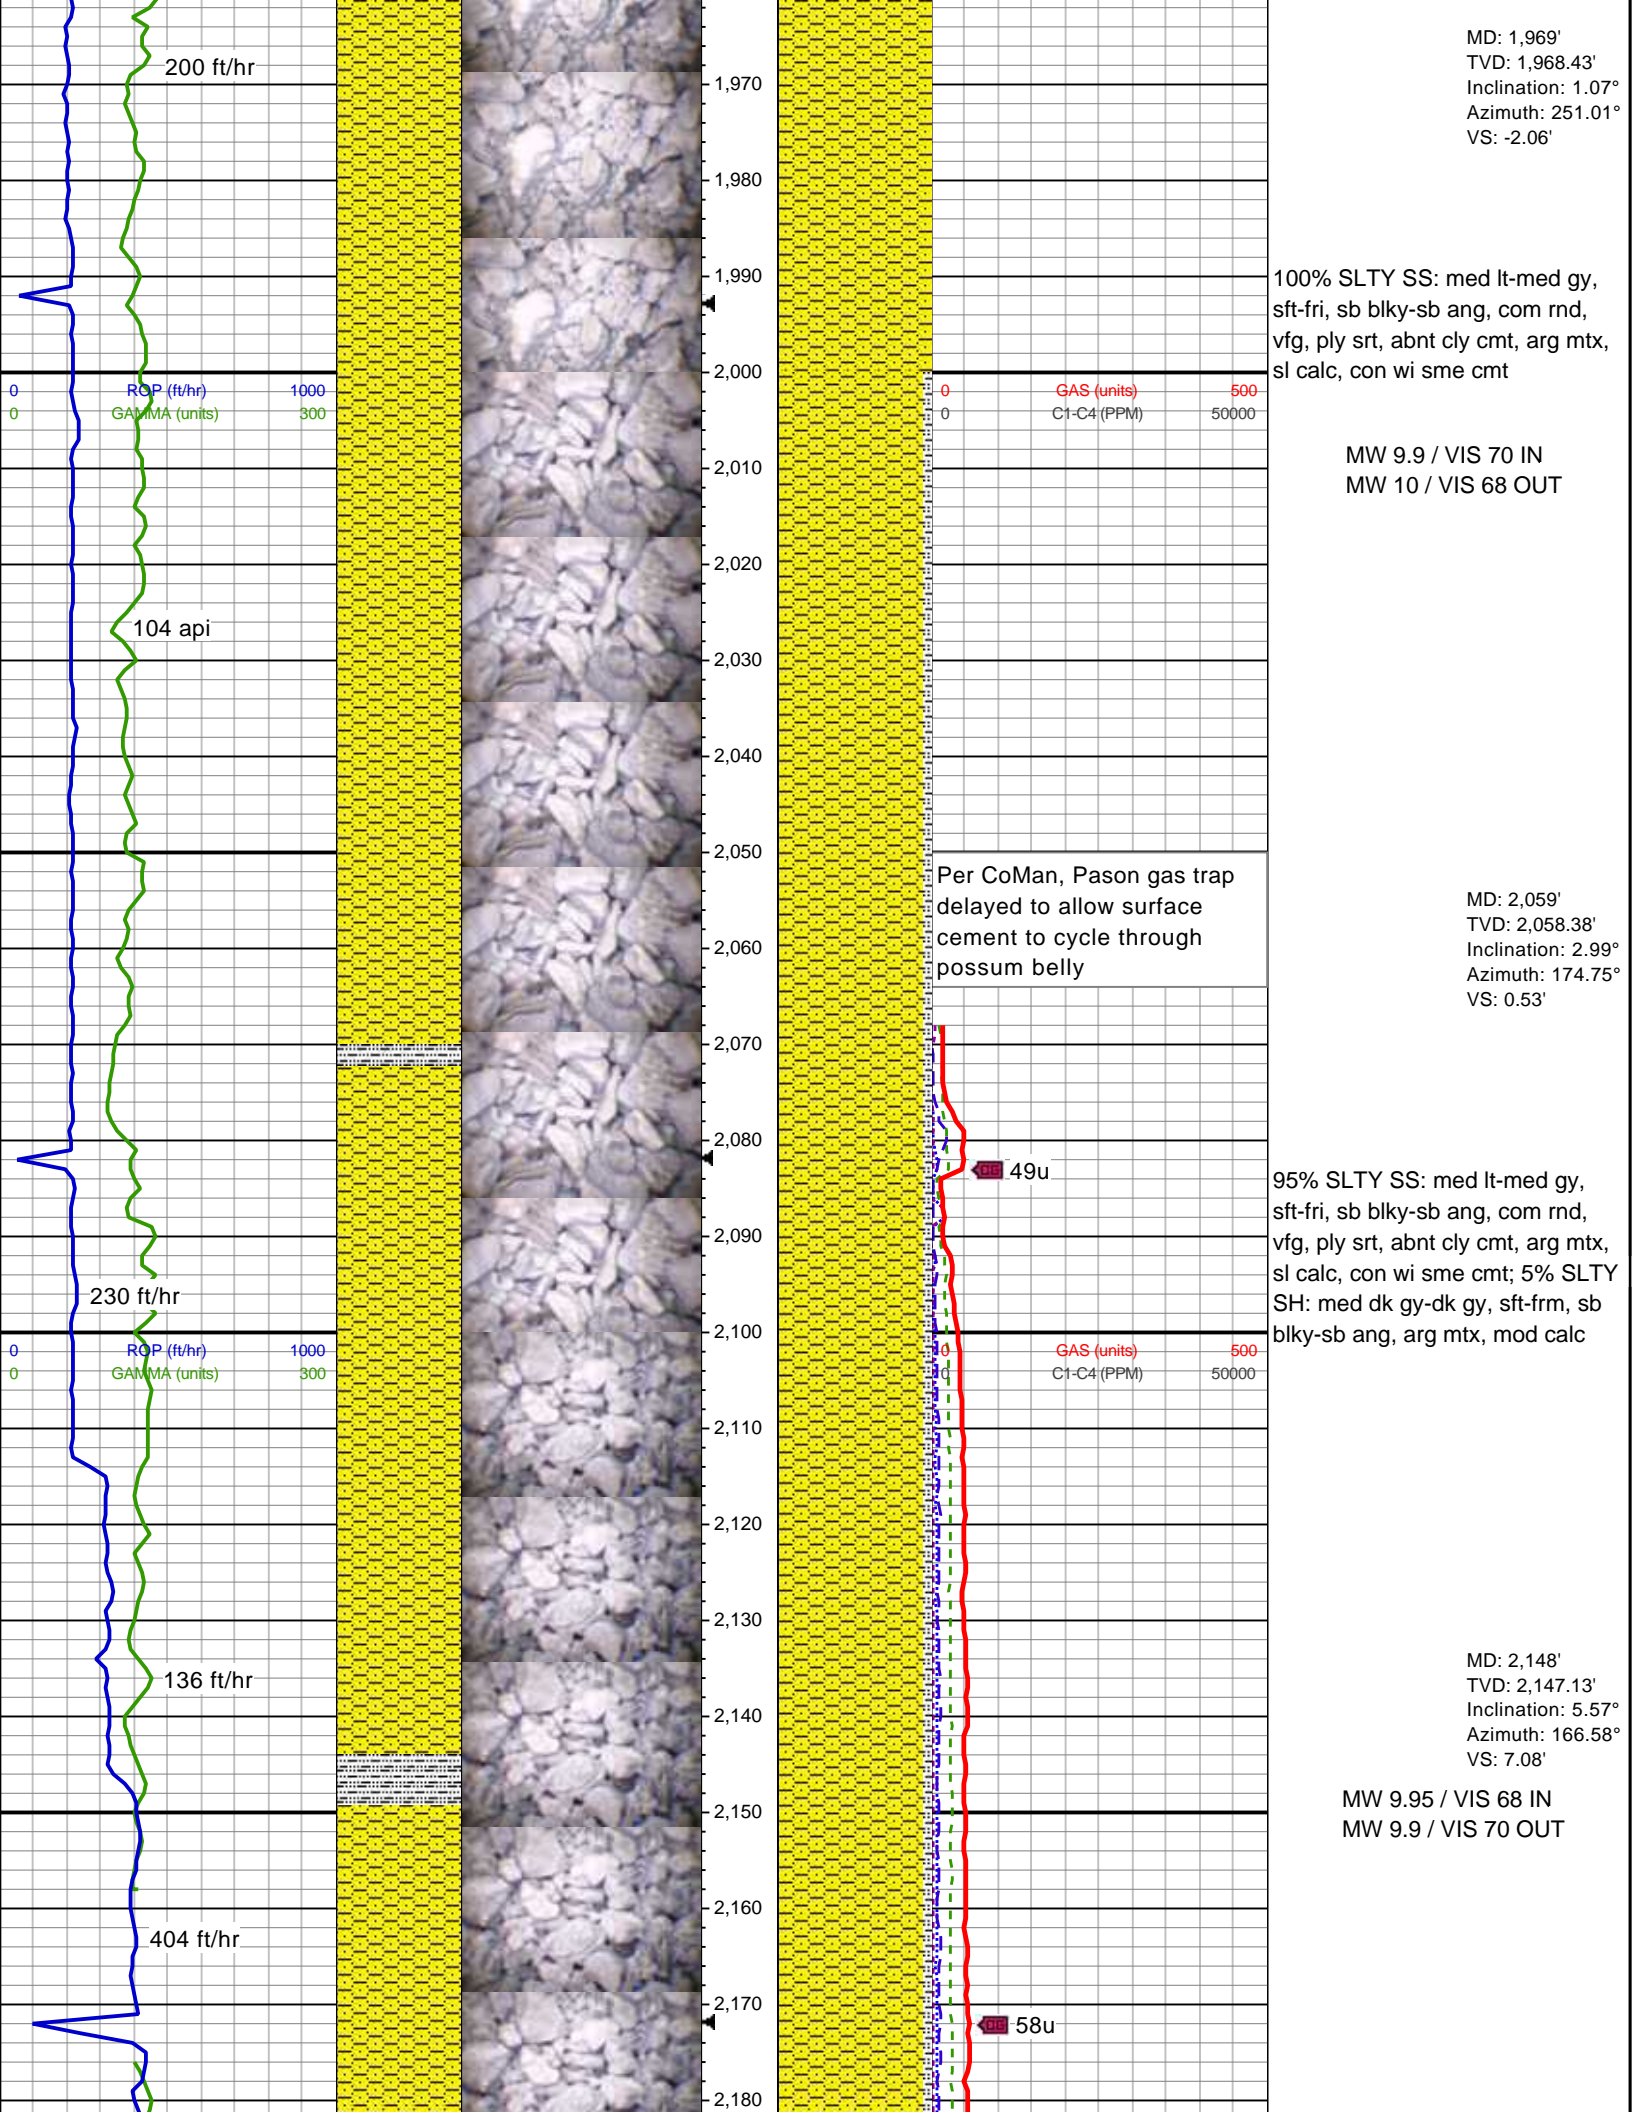 MD: 1,969'
200 ft/hr
TVD: 1,968.43'
1,970
Inclination: 1.07°
Azimuth: 251.01°
VS: -2.06'
1,980
1,990
100% SLTY SS: med lt-med gy,
sft-fri, sb blky-sb ang, com rnd,
vfg, ply srt, abnt cly cmt, arg mtx,
sl calc, con wi sme cmt
2,000
0 ROP (ft/hr) 1000
0 GAMMA (units) 300
0 GAS (units) 500
0 C1-C4 (PPM) 50000
MW 9.9 / VIS 70 IN
MW 10 / VIS 68 OUT
2,010
2,020
104 api
2,030
2,040
2,050
Per CoMan, Pason gas trap
delayed to allow surface
cement to cycle through
possum belly
MD: 2,059'
TVD: 2,058.38'
Inclination: 2.99°
Azimuth: 174.75°
VS: 0.53'
2,060
2,070
2,080
CG 49u
95% SLTY SS: med lt-med gy,
sft-fri, sb blky-sb ang, com rnd,
vfg, ply srt, abnt cly cmt, arg mtx,
sl calc, con wi sme cmt; 5% SLTY
SH: med dk gy-dk gy, sft-frm, sb
blky-sb ang, arg mtx, mod calc
2,090
230 ft/hr
2,100
0 ROP (ft/hr) 1000
0 GAMMA (units) 300
0 GAS (units) 500
0 C1-C4 (PPM) 50000
2,110
2,120
2,130
136 ft/hr
2,140
MD: 2,148'
TVD: 2,147.13'
Inclination: 5.57°
Azimuth: 166.58°
VS: 7.08'
MW 9.95 / VIS 68 IN
MW 9.9 / VIS 70 OUT
2,150
2,160
404 ft/hr
2,170
CG 58u
2,180